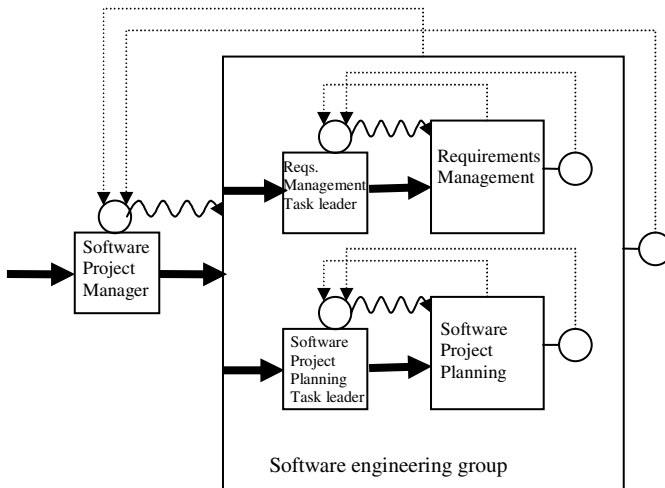 Reqs.
Management
Task leader
Requirements
Management
Software
Project
Manager
Software
Project
Planning
Task leader
Software
Project
Planning
Software engineering group